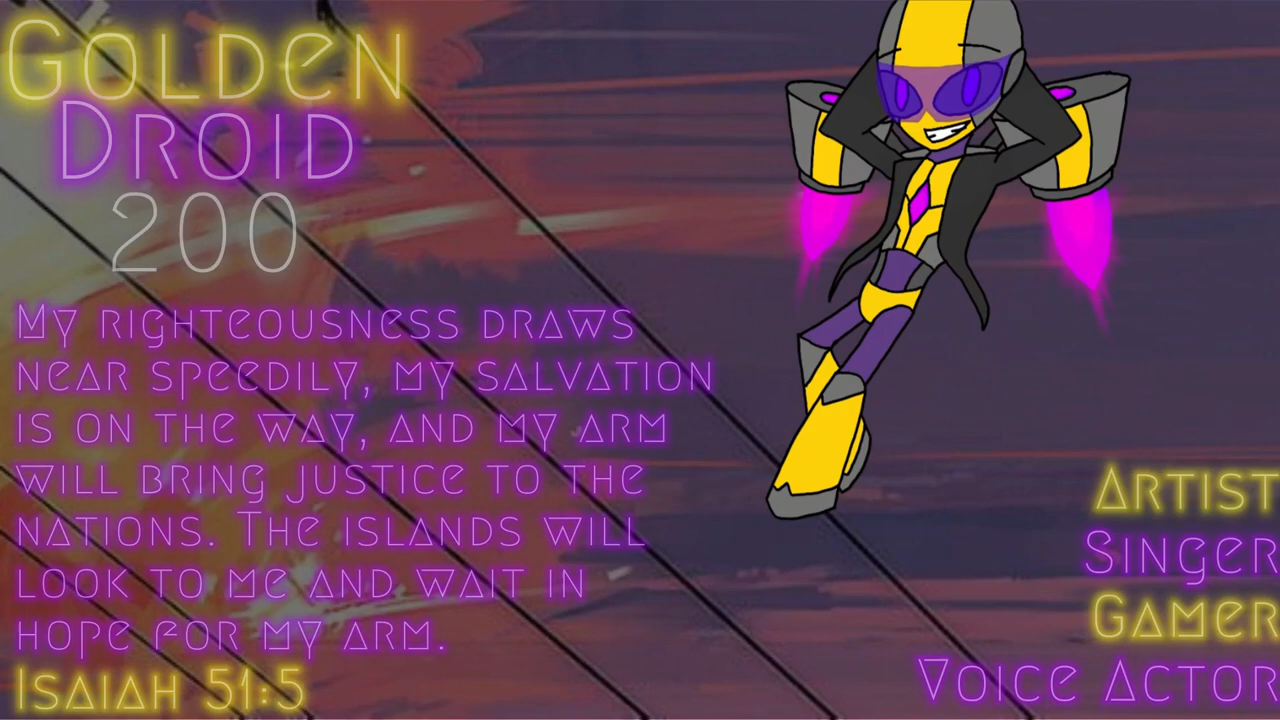 Golden
Droid
200
My righteousness draws
near speedily, my salvation
is on the way, and my arm
will bring justice to the
nations. The islands will
look to me and wait in
hope for my arm.
Isaiah 51:5
Artist
Singer
Gamer
Voice Actor